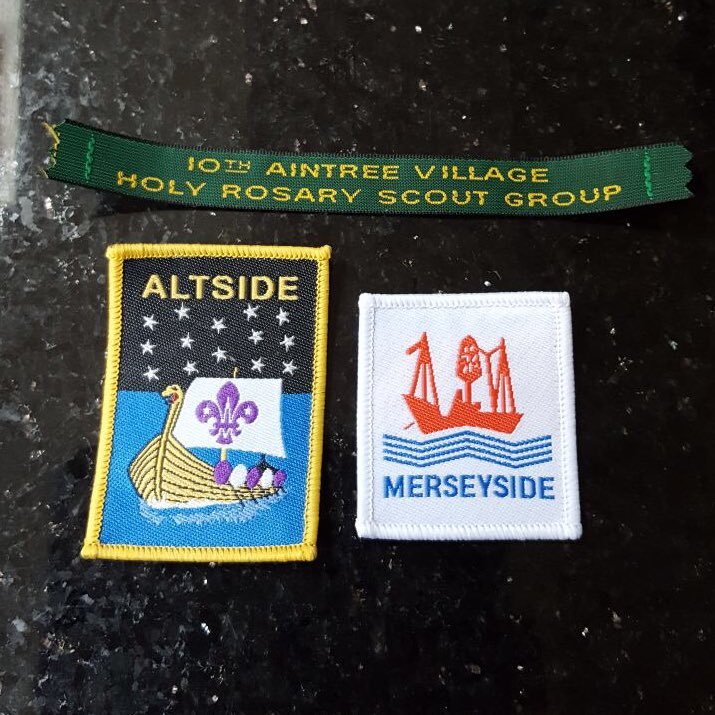 10TH AINTREE VILLAGE
HOLY ROSARY SCOUT GROUP
ALTSIDE
MERSEYSIDE